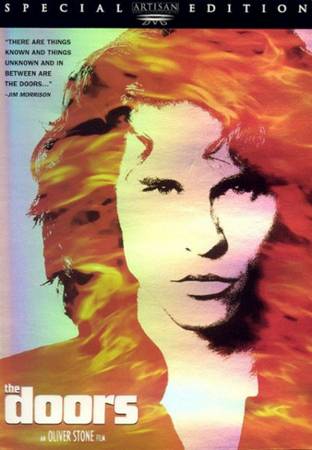 SPECIAL ARTISAN EDITION
"THERE ARE THINGS
KNOWN AND THINGS
UNKNOWN AND IN
BETWEEN ARE
THE DOORS..."
–JIM MORRISON
the
doors
AN OLIVER STONE FILM